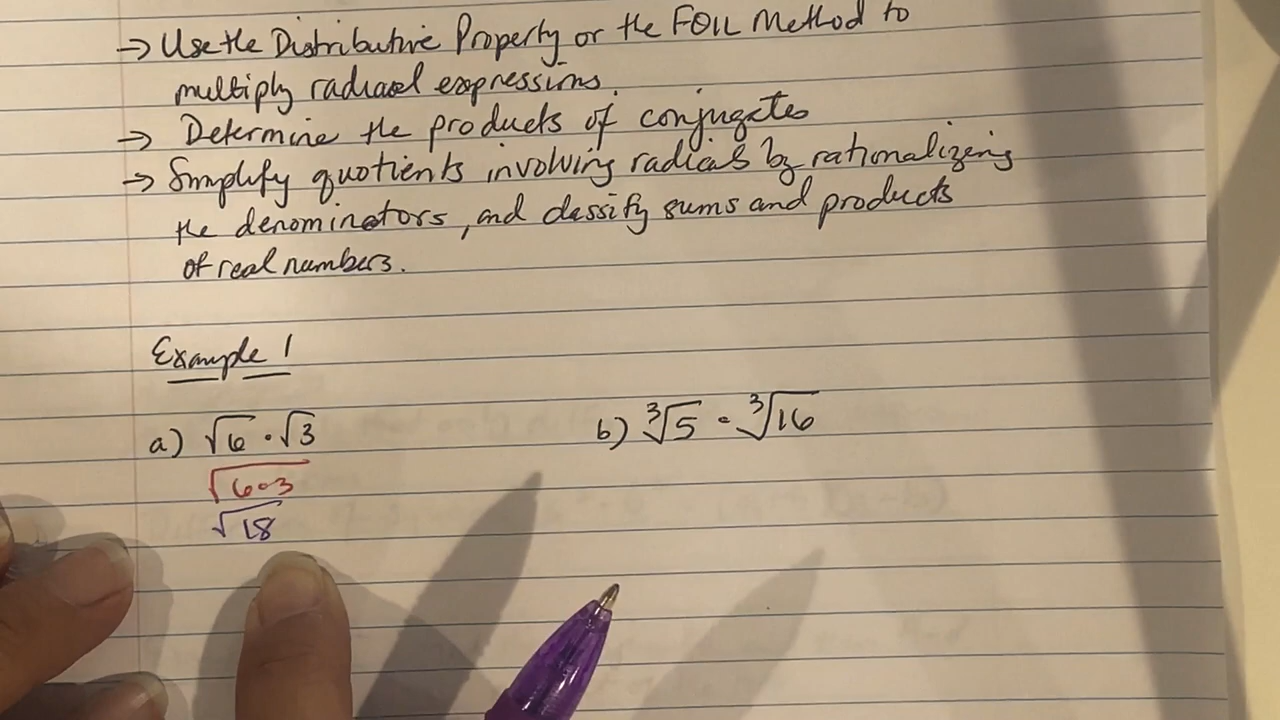 → Use the Distributive Property or the FOIL Method to
multiply radical expressions.
→ Determine the products of conjugates
→ Simplify quotients involving radicals by rationalizing
the denominators, and classify sums and products
of real numbers.
Example 1
a) √6 · √3 b) ∛5 · ∛16
√6·3
√18